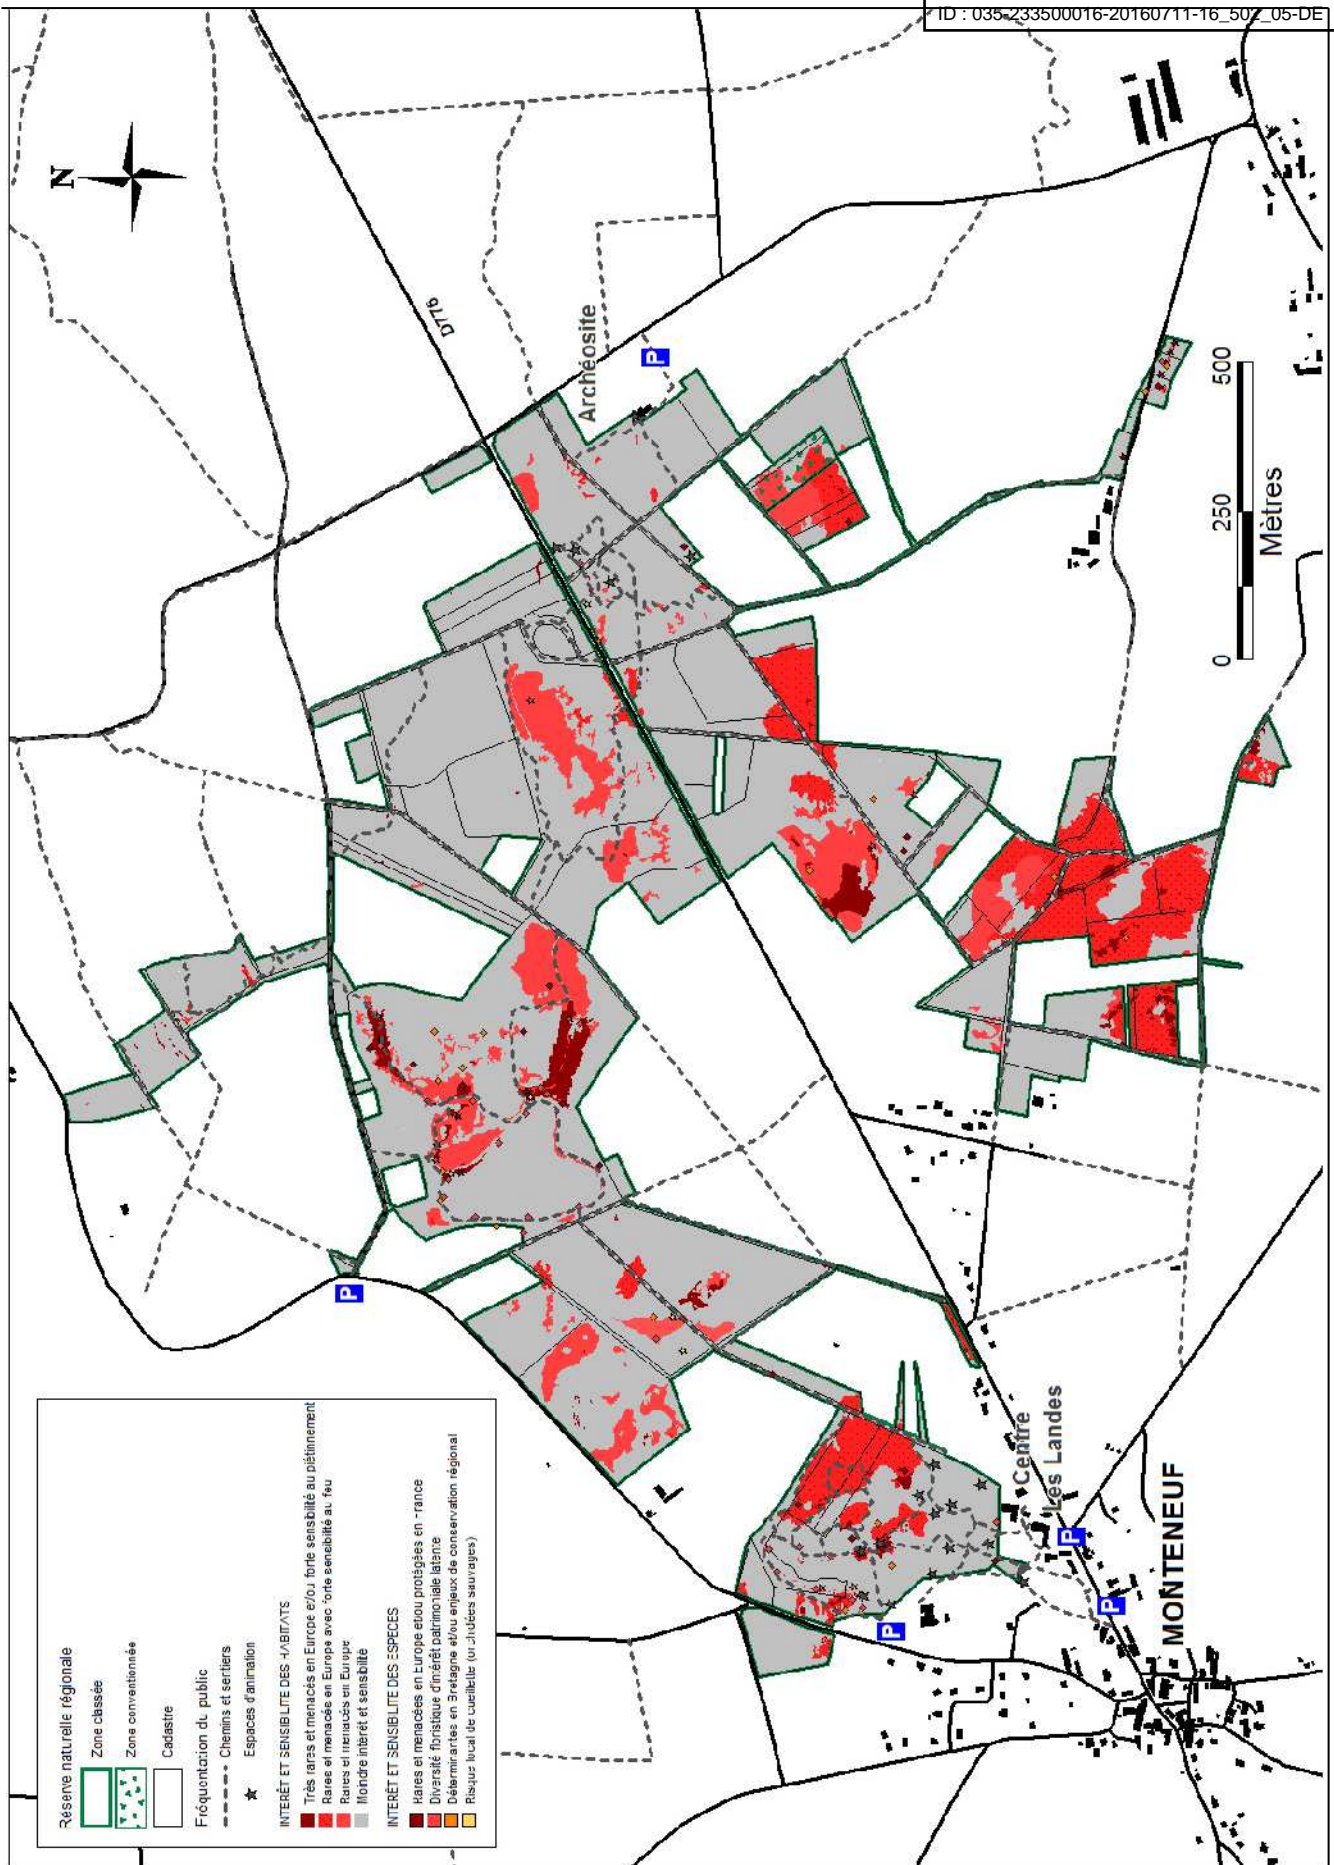 ID : 035-233500016-20160711-16_502_05-DE
N
D776
Archéosite
P
P
0 250 500
Mètres
Réserve naturelle régionale
Zone classée
Zone conventionnée
Cadastre
Fréquentation du public
Chemins et sentiers
Espaces d'animation
INTERÊT ET SENSIBILITE DES HABITATS
Très rares et menacés en Europe et/ou forte sensibilité au piétinnement
Rares et menacés en Europe avec forte sensibilité au feu
Rares et menacés en Europe
Moindre intérêt et sensibilité
INTERÊT ET SENSIBILITE DES ESPECES
Rares et menacées en Europe et/ou protégées en France
Diversité floristique d'intérêt patrimoniale latente
Déterminantes en Bretagne et/ou enjeux de conservation régional
Risque local de cueillette (orchidées sauvages)
Centre
Les Landes
P
P
P
MONTENEUF